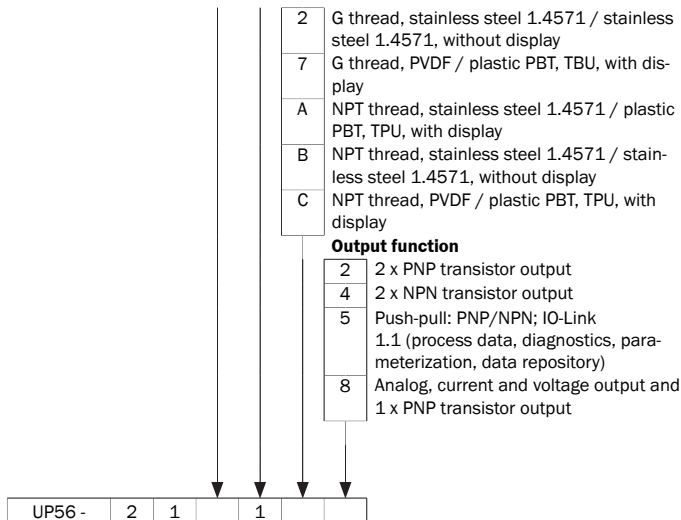 2 G thread, stainless steel 1.4571 / stainless
steel 1.4571, without display
7 G thread, PVDF / plastic PBT, TBU, with dis-
play
A NPT thread, stainless steel 1.4571 / plastic
PBT, TPU, with display
B NPT thread, stainless steel 1.4571 / stain-
less steel 1.4571, without display
C NPT thread, PVDF / plastic PBT, TPU, with
display
Output function
2 2 x PNP transistor output
4 2 x NPN transistor output
5 Push-pull: PNP/NPN; IO-Link
1.1 (process data, diagnostics, para-
meterization, data repository)
8 Analog, current and voltage output and
1 x PNP transistor output
UP56 - 2 1 1